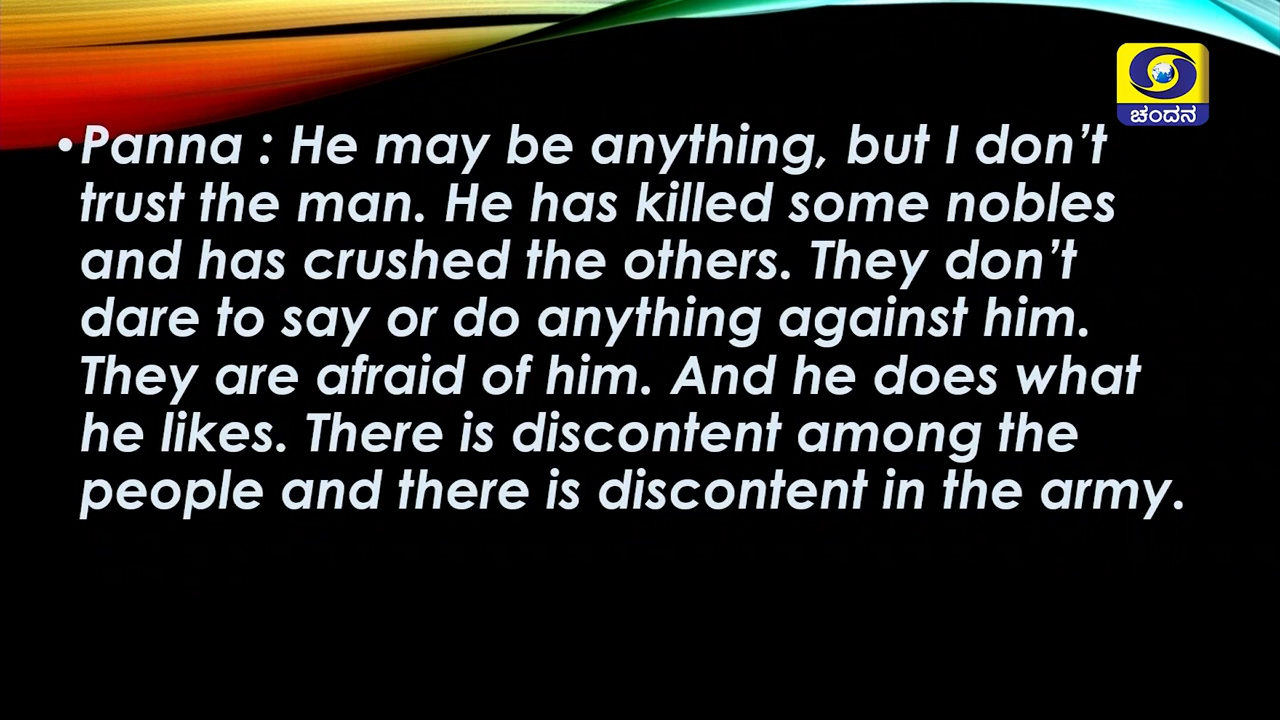 ಚಂದನ
•Panna : He may be anything, but I don’t
trust the man. He has killed some nobles
and has crushed the others. They don’t
dare to say or do anything against him.
They are afraid of him. And he does what
he likes. There is discontent among the
people and there is discontent in the army.